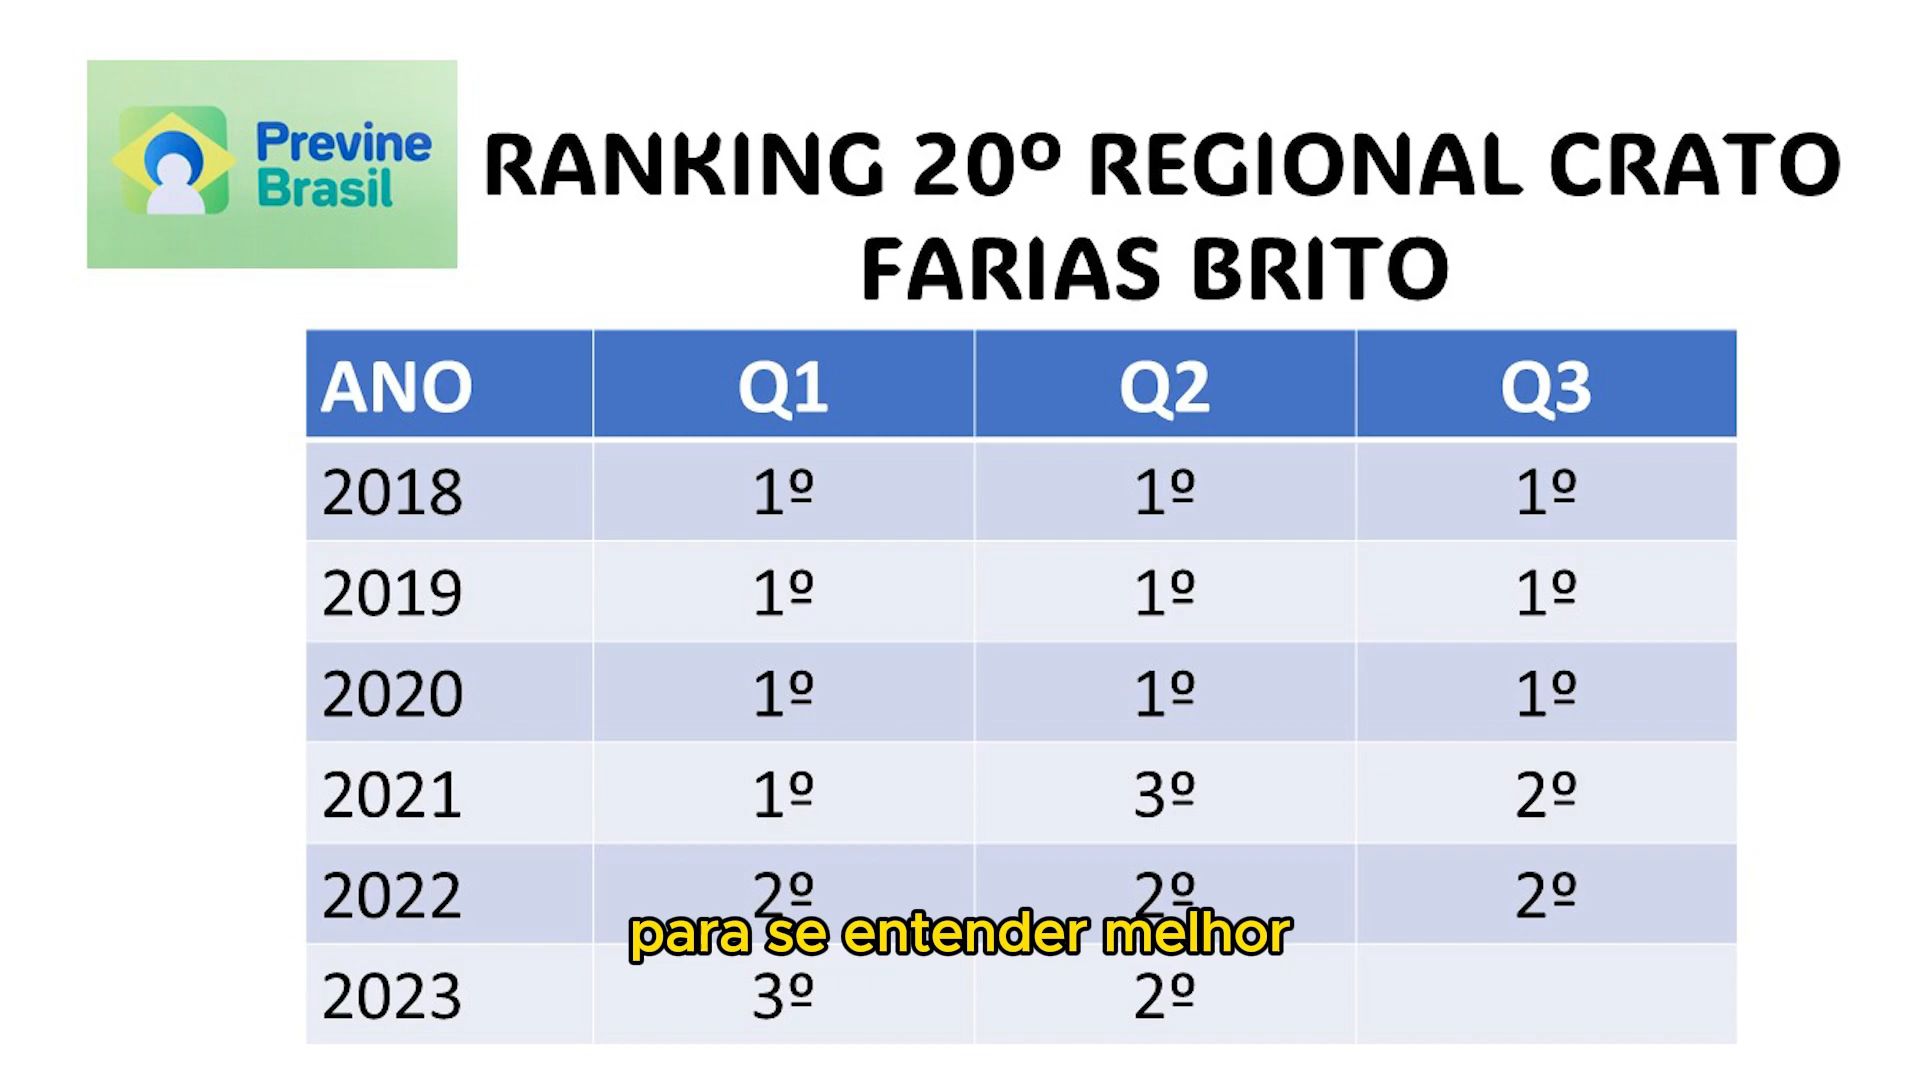 Previne
Brasil
RANKING 20º REGIONAL CRATO
FARIAS BRITO
ANO Q1 Q2 Q3
2018 1º 1º 1º
2019 1º 1º 1º
2020 1º 1º 1º
2021 1º 3º 2º
2022 2º 2º 2º
para se entender melhor
2023 3º 2º